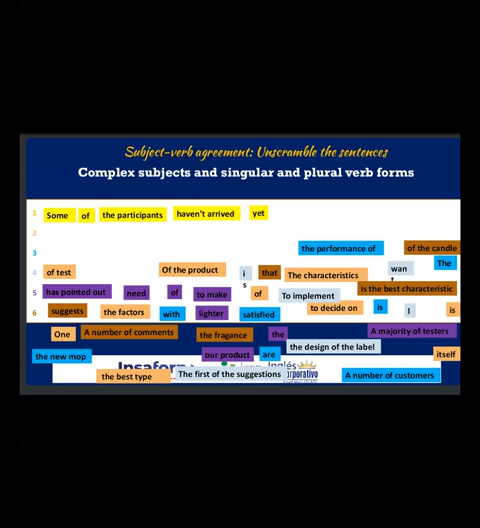 Subject-verb agreement: Unscramble the sentences
Complex subjects and singular and plural verb forms
1 Some of the participants haven't arrived yet
2
3 the performance of of the candle
4 of test Of the product is that The characteristics want The
5 has pointed out need of to make of To implement Is the best characteristic
6 suggests the factors with lighter satisfied to decide on is I is
One A number of comments the fragance the A majority of testers
the new mop our product are the design of the label itself
Insaforp Inglés
the best type The first of the suggestions Corporativo A number of customers